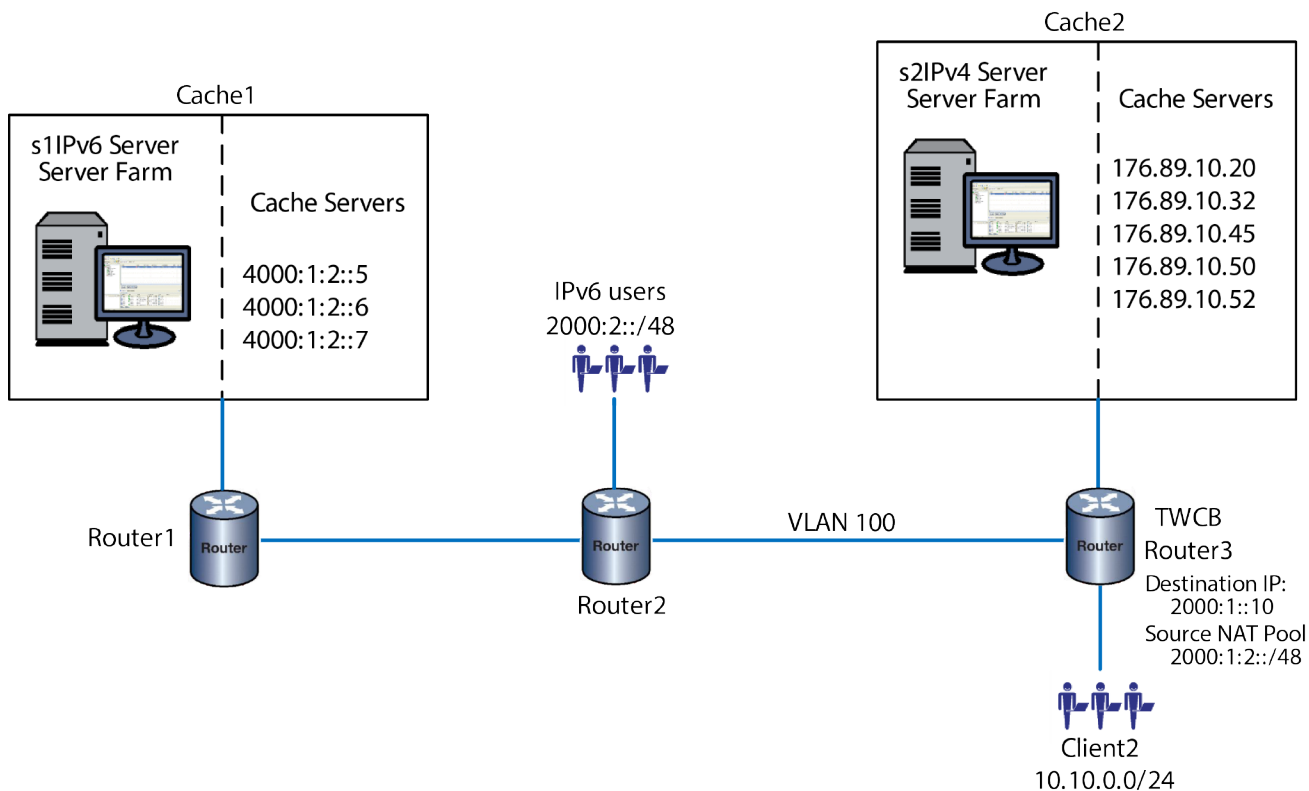 Cache2
s2IPv4 Server
Server Farm
Cache Servers
176.89.10.20
176.89.10.32
176.89.10.45
176.89.10.50
176.89.10.52
Cache1
s1IPv6 Server
Server Farm
Cache Servers
4000:1:2::5
4000:1:2::6
4000:1:2::7
IPv6 users
2000:2::/48
Router1
Router
Router
Router2
VLAN 100
Router
TWCB
Router3
Destination IP:
2000:1::10
Source NAT Pool
2000:1:2::/48
Client2
10.10.0.0/24